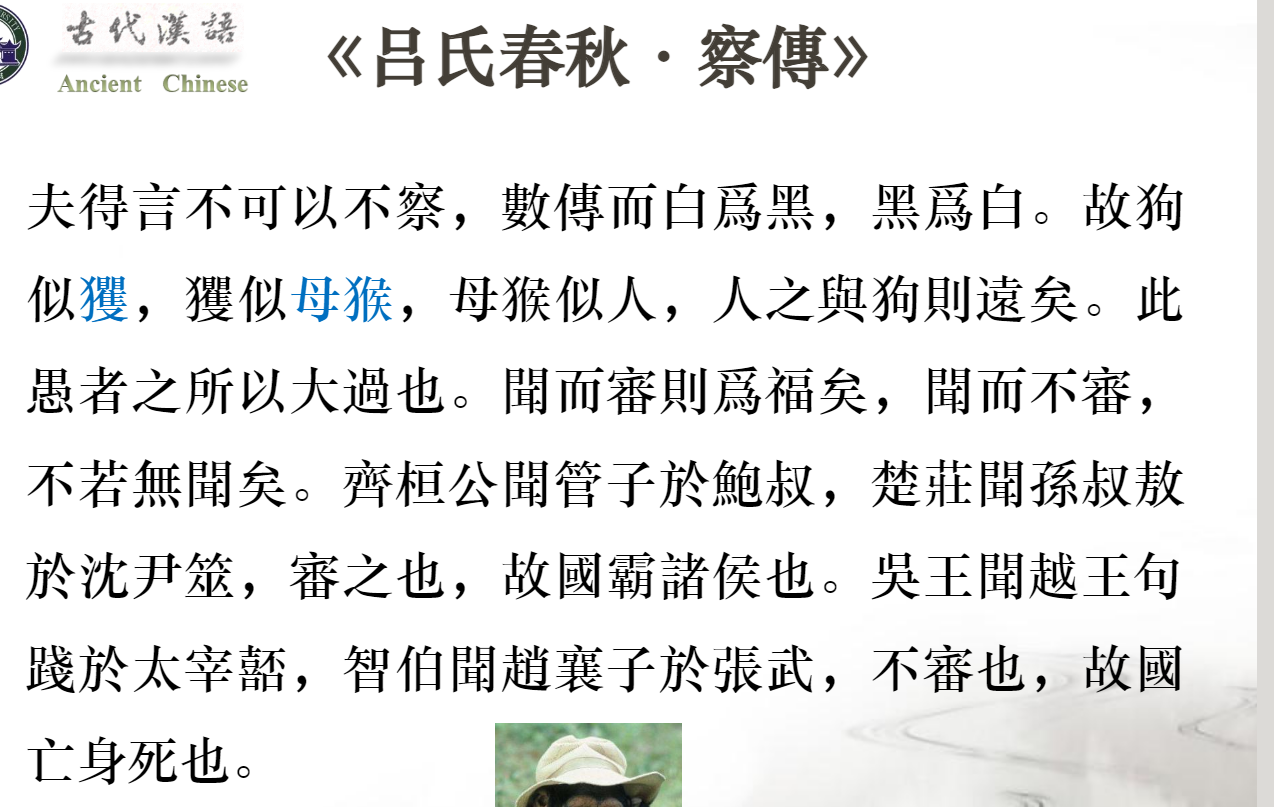 古代漢語
Ancient Chinese
《吕氏春秋·察傳》
夫得言不可以不察，數傳而白爲黑，黑爲白。故狗
似玃，玃似母猴，母猴似人，人之與狗則遠矣。此
愚者之所以大過也。聞而審則爲福矣，聞而不審，
不若無聞矣。齊桓公聞管子於鮑叔，楚莊聞孫叔敖
於沈尹筮，審之也，故國霸諸侯也。吳王聞越王句
踐於太宰嚭，智伯聞趙襄子於張武，不審也，故國
亡身死也。